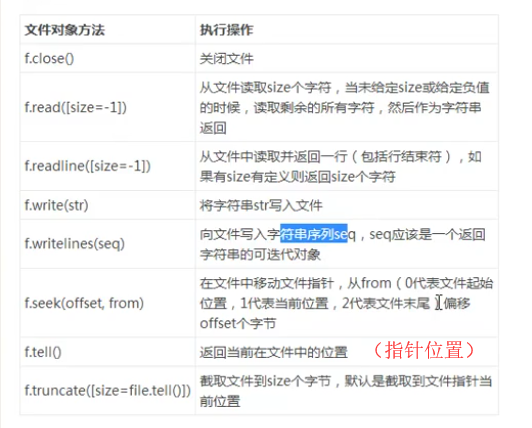 文件对象方法 执行操作
f.close() 关闭文件
f.read([size=-1]) 从文件读取size个字符，当未给定size或给定负值
的时候，读取剩余的所有字符，然后作为字符串
返回
f.readline([size=-1]) 从文件中读取并返回一行（包括行结束符），如
果有size有定义则返回size个字符
f.write(str) 将字符串str写入文件
f.writelines(seq) 向文件写入字符串序列seq，seq应该是一个返回
字符串的可迭代对象
f.seek(offset, from) 在文件中移动文件指针，从from（0代表文件起始
位置，1代表当前位置，2代表文件末尾）偏移
offset个字节
f.tell() 返回当前在文件中的位置 （指针位置）
f.truncate([size=file.tell()]) 截取文件到size个字节，默认是截取到文件指针当
前位置